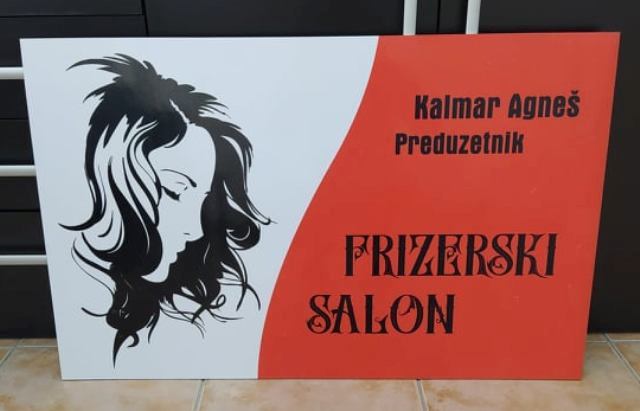 Kalmar Agneš
Preduzetnik
FRIZERSKI
SALON